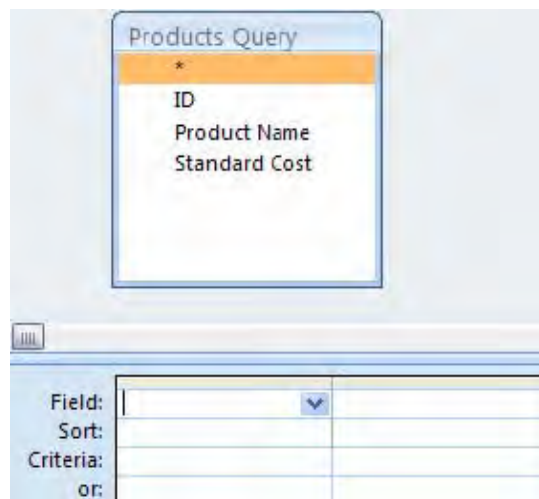 Products Query
*
ID
Product Name
Standard Cost
Field:
Sort:
Criteria:
or: